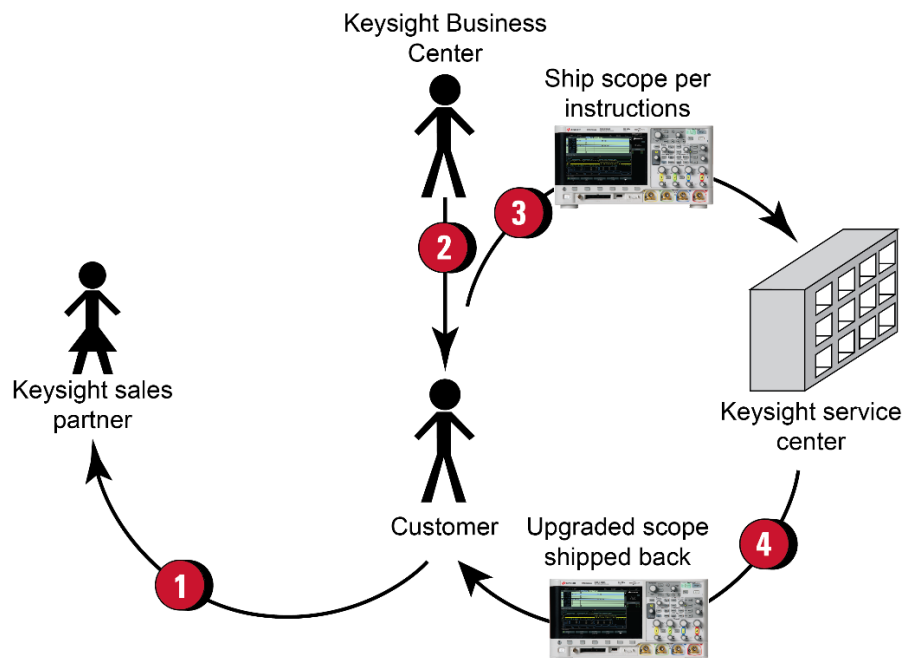 Keysight Business
Center
Ship scope per
instructions
3
2
Keysight sales
partner
Keysight service
center
Customer
Upgraded scope
shipped back
4
1